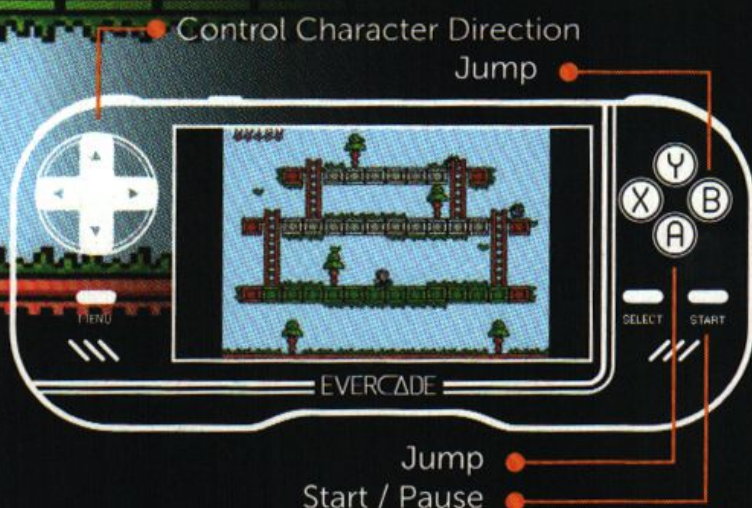 Control Character Direction
Jump
Y
X B
A
MENU
SELECT START
EVERCADE
Jump
Start / Pause